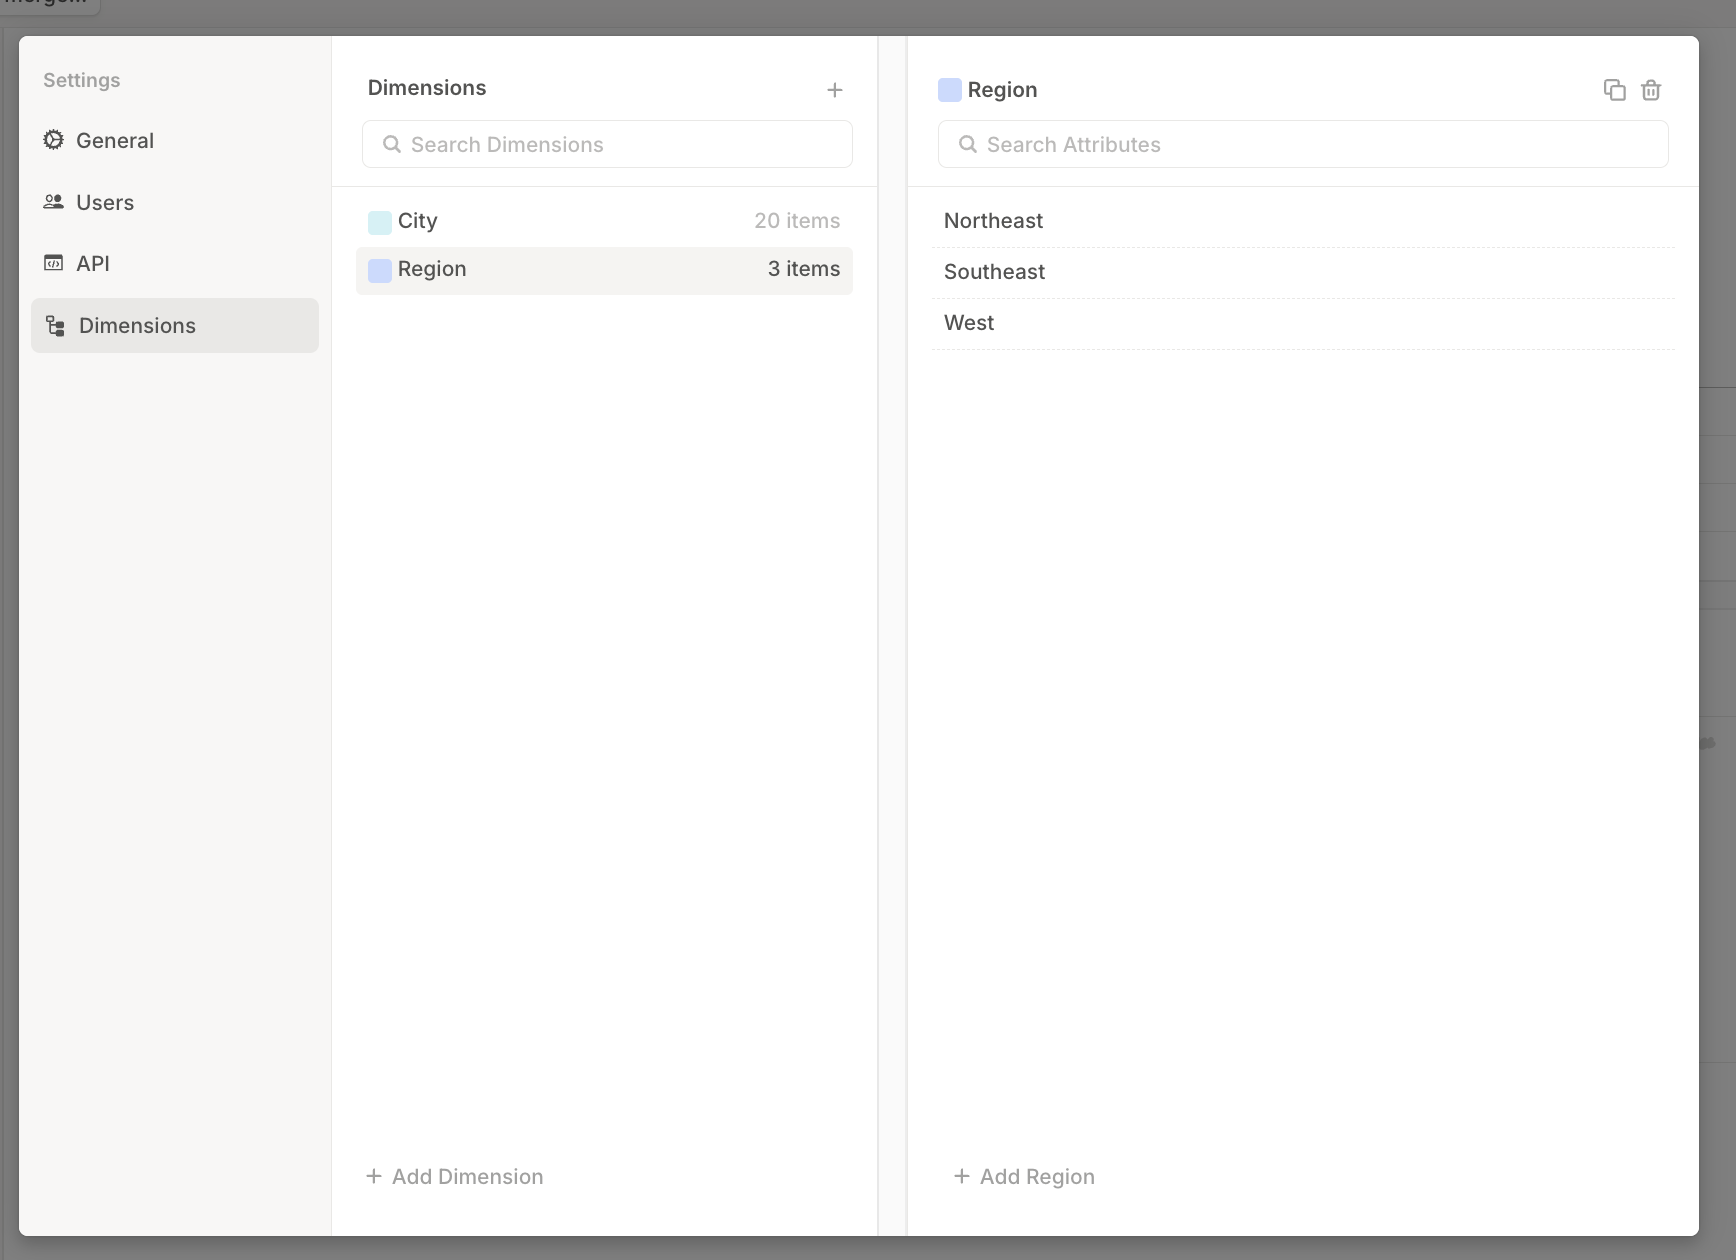 Settings
General
Users
API
Dimensions
Dimensions
Search Dimensions
City 20 items
Region 3 items
Add Dimension
Region
Search Attributes
Northeast
Southeast
West
Add Region